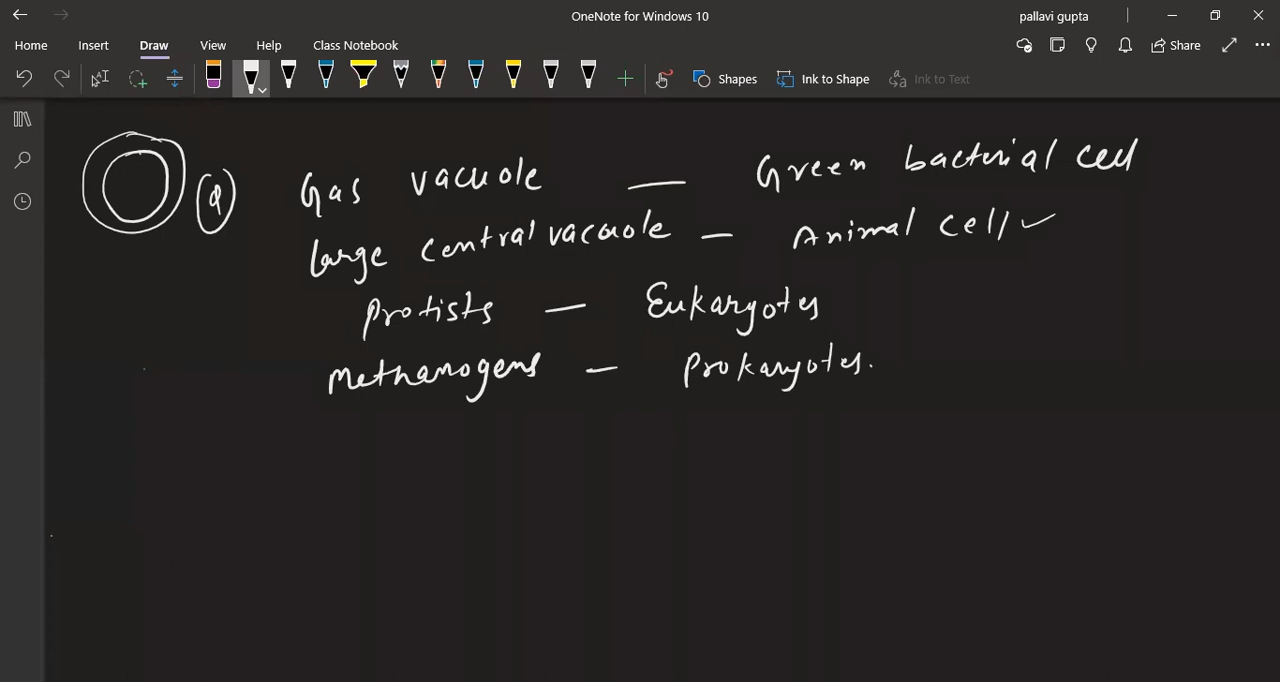 OneNote for Windows 10
pallavi gupta
Home Insert Draw View Help Class Notebook
Share
Shapes Ink to Shape Ink to Text
Q Gas vacuole — Green bacterial cell
large central vacuole — Animal cell ✓
Protists — Eukaryotes
Methanogens — Prokaryotes.